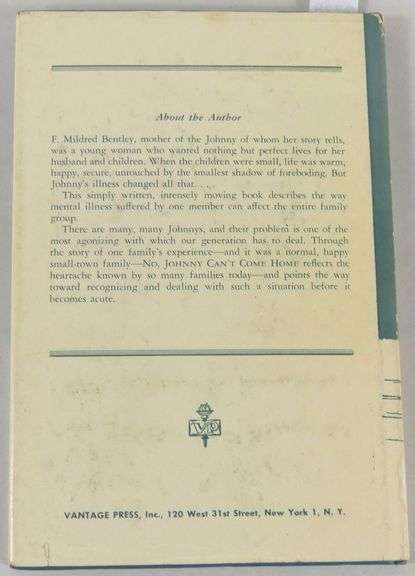 About the Author
F. Mildred Bentley, mother of the Johnny of whom her story tells,
was a young woman who wanted nothing but perfect lives for her
husband and children. When the children were small, life was warm,
happy, secure, untouched by the smallest shadow of foreboding. But
Johnny's illness changed all that. . .
This simply written, intensely moving book describes the way
mental illness suffered by one member can affect the entire family
group.
There are many, many Johnnys, and their problem is one of the
most agonizing with which our generation has to deal. Through
the story of one family's experience—and it was a normal, happy
small-town family—NO, JOHNNY CAN'T COME HOME reflects the
heartache known by so many families today—and points the way
toward recognizing and dealing with such a situation before it
becomes acute.
VP
VANTAGE PRESS, Inc., 120 West 31st Street, New York 1, N. Y.